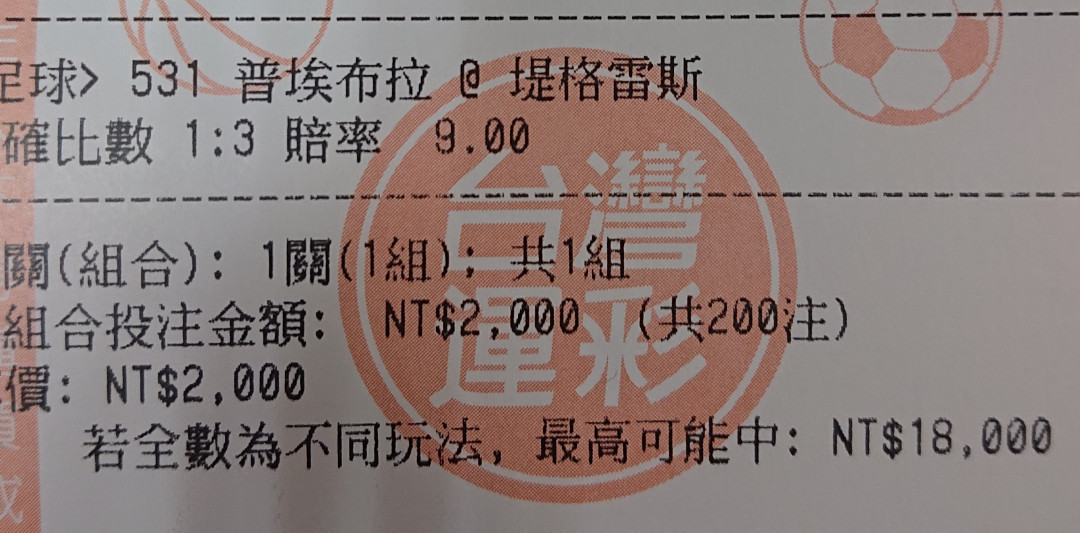 足球> 531 普埃布拉 @ 堤格雷斯
確比數 1:3 賠率 9.00
關(組合): 1關(1組); 共1組
組合投注金額: NT$2,000 (共200注)
價: NT$2,000
若全數為不同玩法, 最高可能中: NT$18,000
台灣
運彩